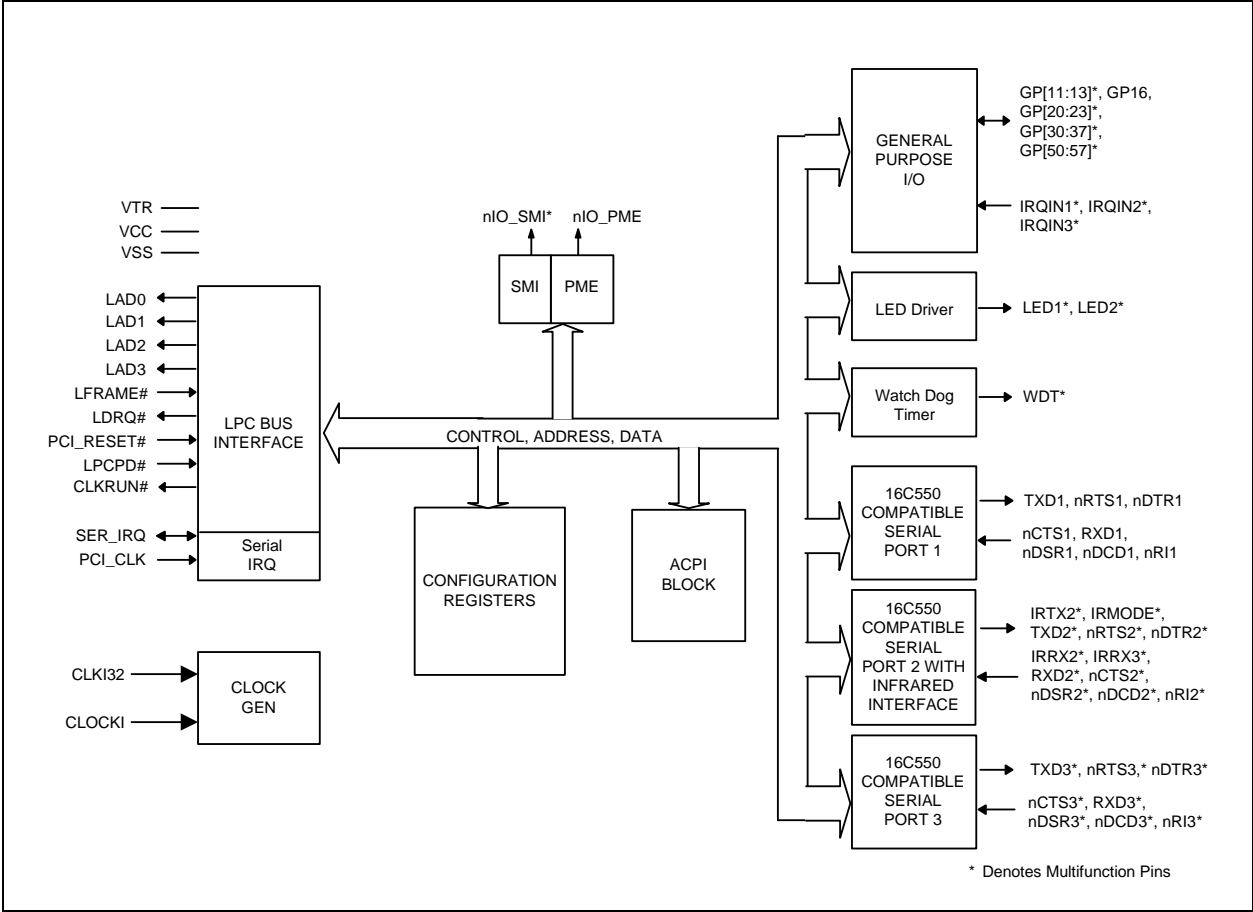 VTR
VCC
VSS
LAD0
LAD1
LAD2
LAD3
LFRAME#
LDRQ#
PCI_RESET#
LPCPD#
CLKRUN#
SER_IRQ
PCI_CLK
LPC BUS
INTERFACE
Serial
IRQ
CLKI32
CLOCKI
CLOCK
GEN
nIO_SMI*
nIO_PME
SMI
PME
CONTROL, ADDRESS, DATA
CONFIGURATION
REGISTERS
ACPI
BLOCK
GENERAL
PURPOSE
I/O
GP[11:13]*, GP16,
GP[20:23]*,
GP[30:37]*,
GP[50:57]*
IRQIN1*, IRQIN2*,
IRQIN3*
LED Driver
LED1*, LED2*
Watch Dog
Timer
WDT*
16C550
COMPATIBLE
SERIAL
PORT 1
TXD1, nRTS1, nDTR1
nCTS1, RXD1,
nDSR1, nDCD1, nRI1
16C550
COMPATIBLE
SERIAL
PORT 2 WITH
INFRARED
INTERFACE
IRTX2*, IRMODE*,
TXD2*, nRTS2*, nDTR2*
IRRX2*, IRRX3*,
RXD2*, nCTS2*,
nDSR2*, nDCD2*, nRI2*
16C550
COMPATIBLE
SERIAL
PORT 3
TXD3*, nRTS3,* nDTR3*
nCTS3*, RXD3*,
nDSR3*, nDCD3*, nRI3*
* Denotes Multifunction Pins